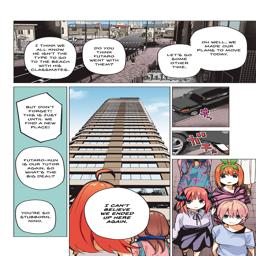 I THINK WE
ALL KNOW
HE ISN'T THE
TYPE TO GO
TO THE BEACH
WITH HIS
CLASSMATES.
DO YOU
THINK
FUTARO
WENT WITH
THEM?
LET'S GO
SOME
OTHER
TIME.
OH WELL, WE
MADE OUR
PLANS TO MOVE
TODAY.
BUT DON'T
FORGET!
THIS IS JUST
UNTIL WE
FIND A NEW
PLACE!
FUTARO-KUN
IS OUR TUTOR
AGAIN, SO
WHAT'S THE
BIG DEAL!?
YOU'RE SO
STUBBORN,
NINO.
I CAN'T
BELIEVE
WE ENDED
UP HERE
AGAIN.